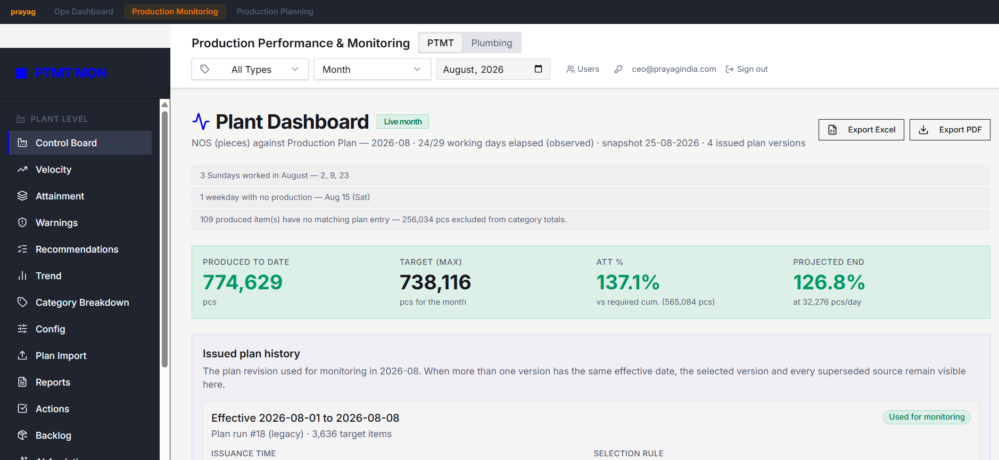 prayag Ops Dashboard Production Monitoring Production Planning
Production Performance & Monitoring PTMT Plumbing
All Types Month August, 2026 Users ceo@prayagindia.com Sign out
PTMT MON
PLANT LEVEL
Control Board
Velocity
Attainment
Warnings
Recommendations
Trend
Category Breakdown
Config
Plan Import
Reports
Actions
Backlog
Plant Dashboard Live month
Export Excel Export PDF
NOS (pieces) against Production Plan — 2026-08 · 24/29 working days elapsed (observed) · snapshot 25-08-2026 · 4 issued plan versions
3 Sundays worked in August — 2, 9, 23
1 weekday with no production — Aug 15 (Sat)
109 produced item(s) have no matching plan entry — 256,034 pcs excluded from category totals.
PRODUCED TO DATE TARGET (MAX) ATT % PROJECTED END
774,629 738,116 137.1% 126.8%
pcs pcs for the month vs required cum. (565,084 pcs) at 32,276 pcs/day
Issued plan history
The plan revision used for monitoring in 2026-08. When more than one version has the same effective date, the selected version and every superseded source remain visible
here.
Effective 2026-08-01 to 2026-08-08 Used for monitoring
Plan run #18 (legacy) · 3,636 target items
ISSUANCE TIME SELECTION RULE